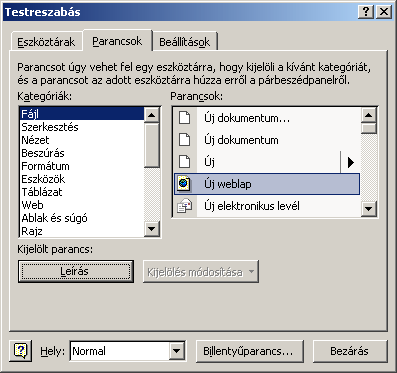 Testreszabás
Eszköztárak Parancsok Beállítások
Parancsot úgy vehet fel egy eszköztárra, hogy kijelöli a kívánt kategóriát,
és a parancsot az adott eszköztárra húzza erről a párbeszédpanelről.
Kategóriák:
Fájl
Szerkesztés
Nézet
Beszúrás
Formátum
Eszközök
Táblázat
Web
Ablak és súgó
Rajz
Parancsok:
Új dokumentum...
Új dokumentum
Új
Új weblap
Új elektronikus levél
Kijelölt parancs:
Leírás
Kijelölés módosítása
Hely: Normal
Billentyűparancs...
Bezárás